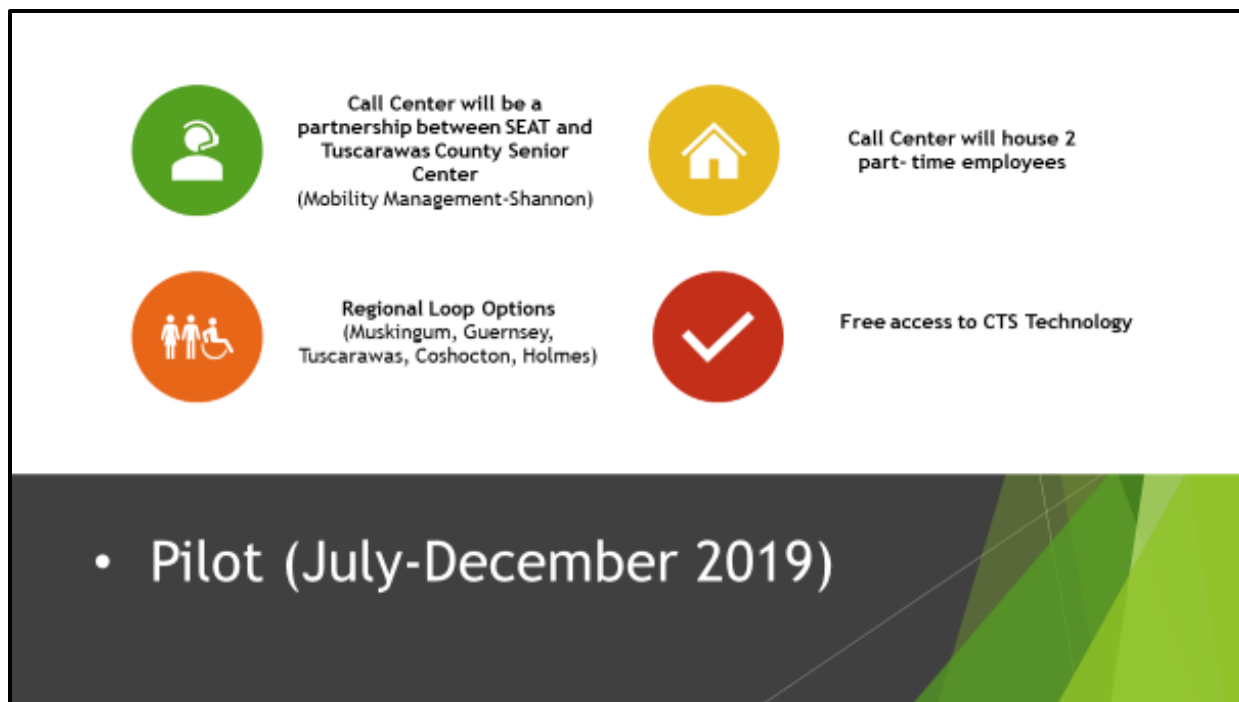 Call Center will be a
partnership between SEAT and
Tuscarawas County Senior
Center
(Mobility Management-Shannon)
Call Center will house 2
part- time employees
Regional Loop Options
(Muskingum, Guernsey,
Tuscarawas, Coshocton, Holmes)
Free access to CTS Technology
• Pilot (July-December 2019)